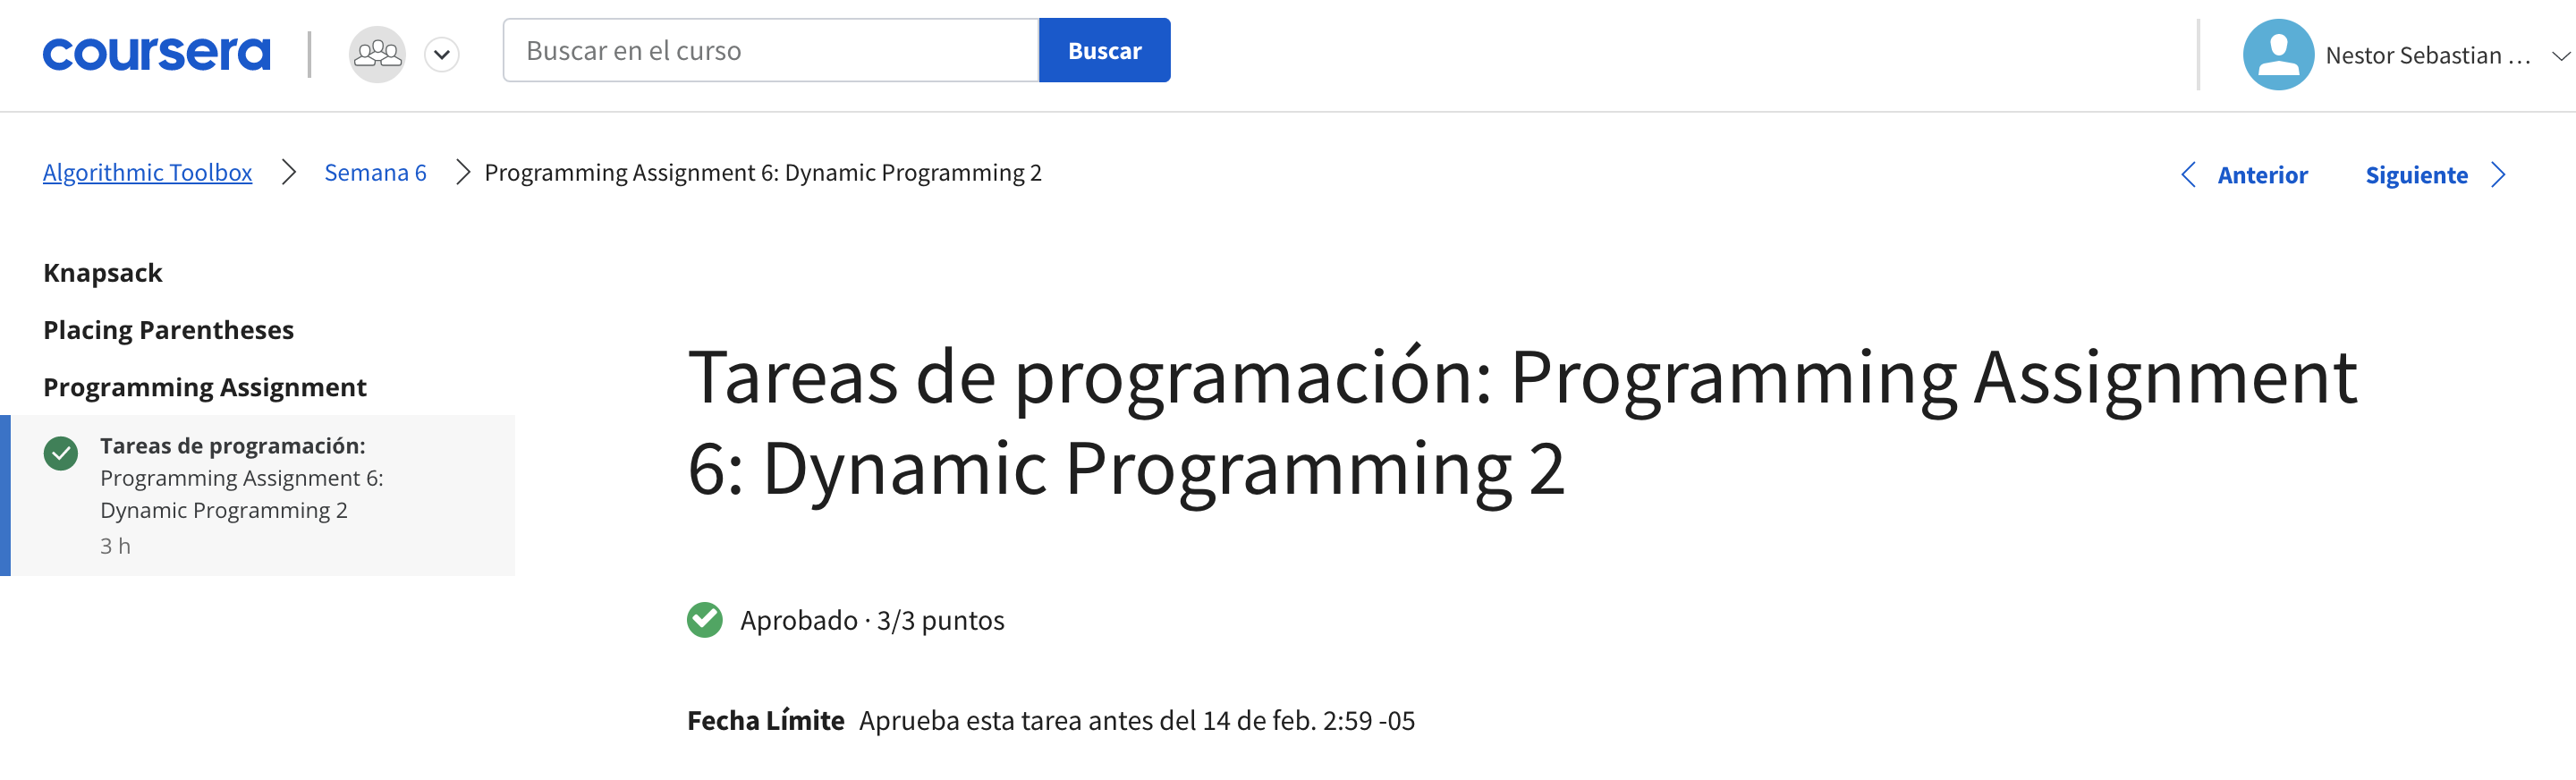 coursera
Buscar en el curso
Buscar
Nestor Sebastian ...
Algorithmic Toolbox
Semana 6
Programming Assignment 6: Dynamic Programming 2
Anterior
Siguiente
Knapsack
Placing Parentheses
Programming Assignment
Tareas de programación:
Programming Assignment 6:
Dynamic Programming 2
3 h
Tareas de programación: Programming Assignment
6: Dynamic Programming 2
Aprobado · 3/3 puntos
Fecha Límite Aprueba esta tarea antes del 14 de feb. 2:59 -05